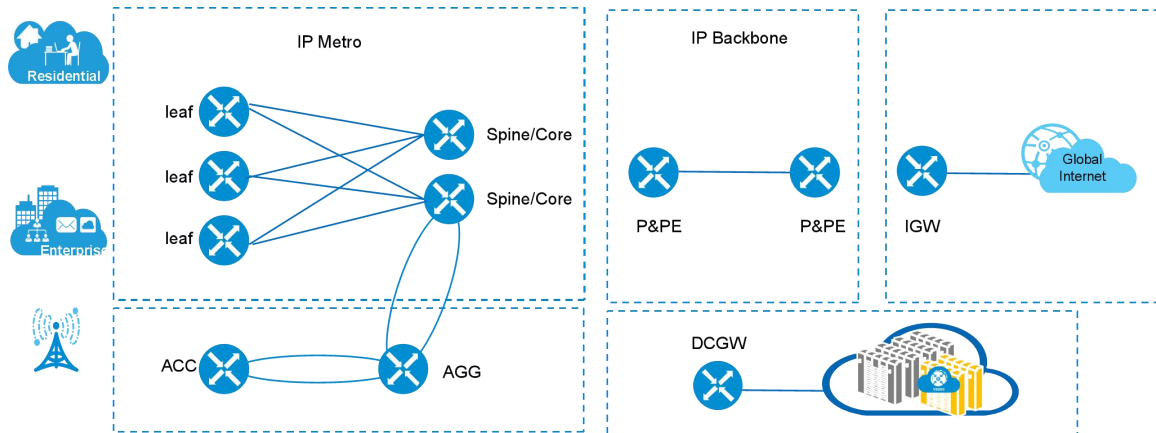 IP Metro
IP Backbone
Residential
leaf
Spine/Core
leaf
Spine/Core
leaf
Enterprise
P&PE
P&PE
IGW
Global
Internet
ACC
AGG
DCGW